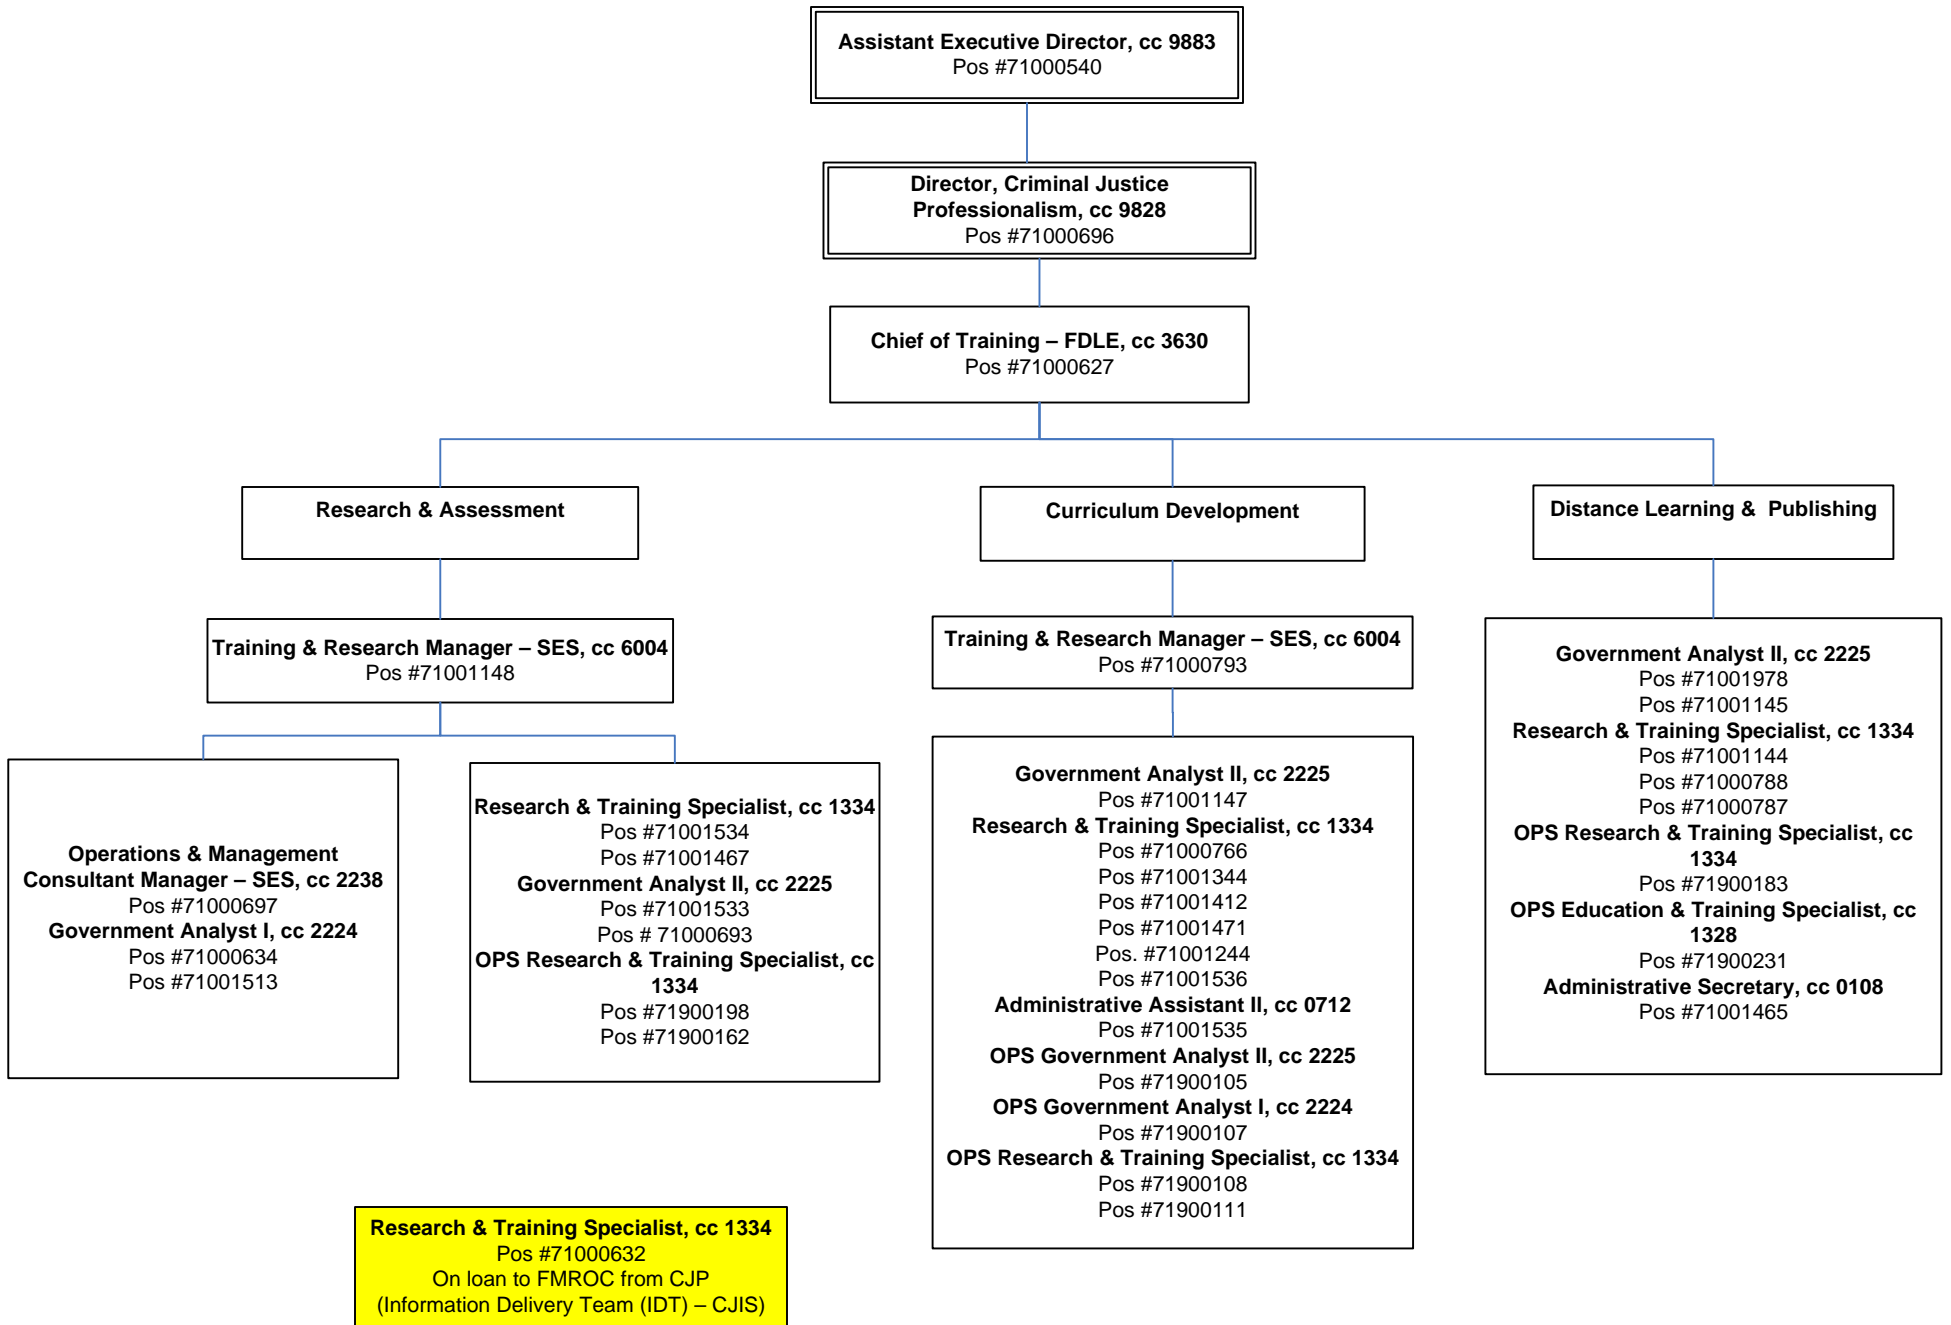 Assistant Executive Director, cc 9883
Pos #71000540
Director, Criminal Justice
Professionalism, cc 9828
Pos #71000696
Chief of Training – FDLE, cc 3630
Pos #71000627
Research & Assessment
Curriculum Development
Distance Learning & Publishing
Training & Research Manager – SES, cc 6004
Pos #71001148
Training & Research Manager – SES, cc 6004
Pos #71000793
Operations & Management
Consultant Manager – SES, cc 2238
Pos #71000697
Government Analyst I, cc 2224
Pos #71000634
Pos #71001513
Research & Training Specialist, cc 1334
Pos #71001534
Pos #71001467
Government Analyst II, cc 2225
Pos #71001533
Pos # 71000693
OPS Research & Training Specialist, cc
1334
Pos #71900198
Pos #71900162
Government Analyst II, cc 2225
Pos #71001147
Research & Training Specialist, cc 1334
Pos #71000766
Pos #71001344
Pos #71001412
Pos #71001471
Pos. #71001244
Pos #71001536
Administrative Assistant II, cc 0712
Pos #71001535
OPS Government Analyst II, cc 2225
Pos #71900105
OPS Government Analyst I, cc 2224
Pos #71900107
OPS Research & Training Specialist, cc 1334
Pos #71900108
Pos #71900111
Government Analyst II, cc 2225
Pos #71001978
Pos #71001145
Research & Training Specialist, cc 1334
Pos #71001144
Pos #71000788
Pos #71000787
OPS Research & Training Specialist, cc
1334
Pos #71900183
OPS Education & Training Specialist, cc
1328
Pos #71900231
Administrative Secretary, cc 0108
Pos #71001465
Research & Training Specialist, cc 1334
Pos #71000632
On loan to FMROC from CJP
(Information Delivery Team (IDT) – CJIS)